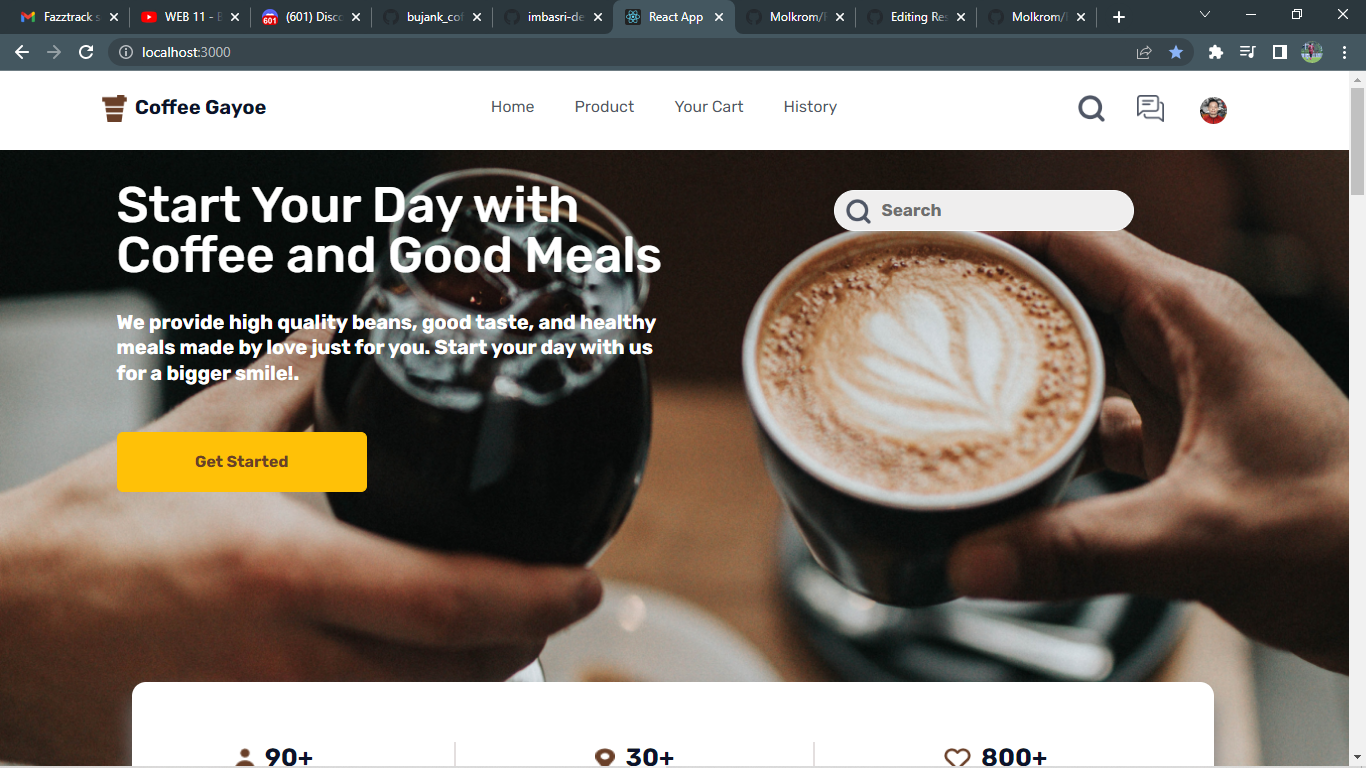 Fazztrack s
WEB 11 - E
(601) Disco
bujank_cof
imbasri-de
React App
Molkrom/
Editing Res
Molkrom/
localhost:3000
Coffee Gayoe
Home
Product
Your Cart
History
Start Your Day with
Coffee and Good Meals
Search
We provide high quality beans, good taste, and healthy
meals made by love just for you. Start your day with us
for a bigger smile!.
Get Started
90+
30+
800+